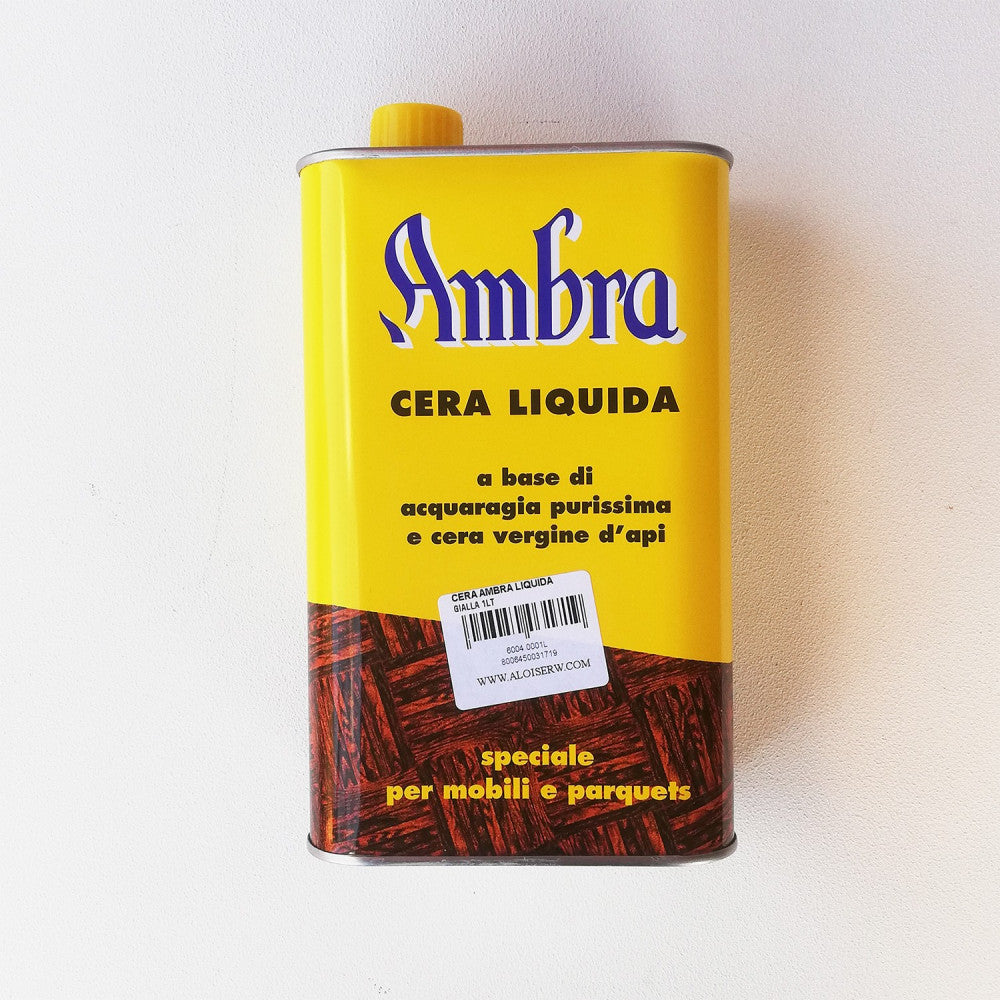 Ambra
CERA LIQUIDA
a base di
acquaragia purissima
e cera vergine d'api
CERA AMBRA LIQUIDA
GIALLA 1LT
6004 0001L
8006450031719
WWW.ALOISERW.COM
speciale
per mobili e parquets